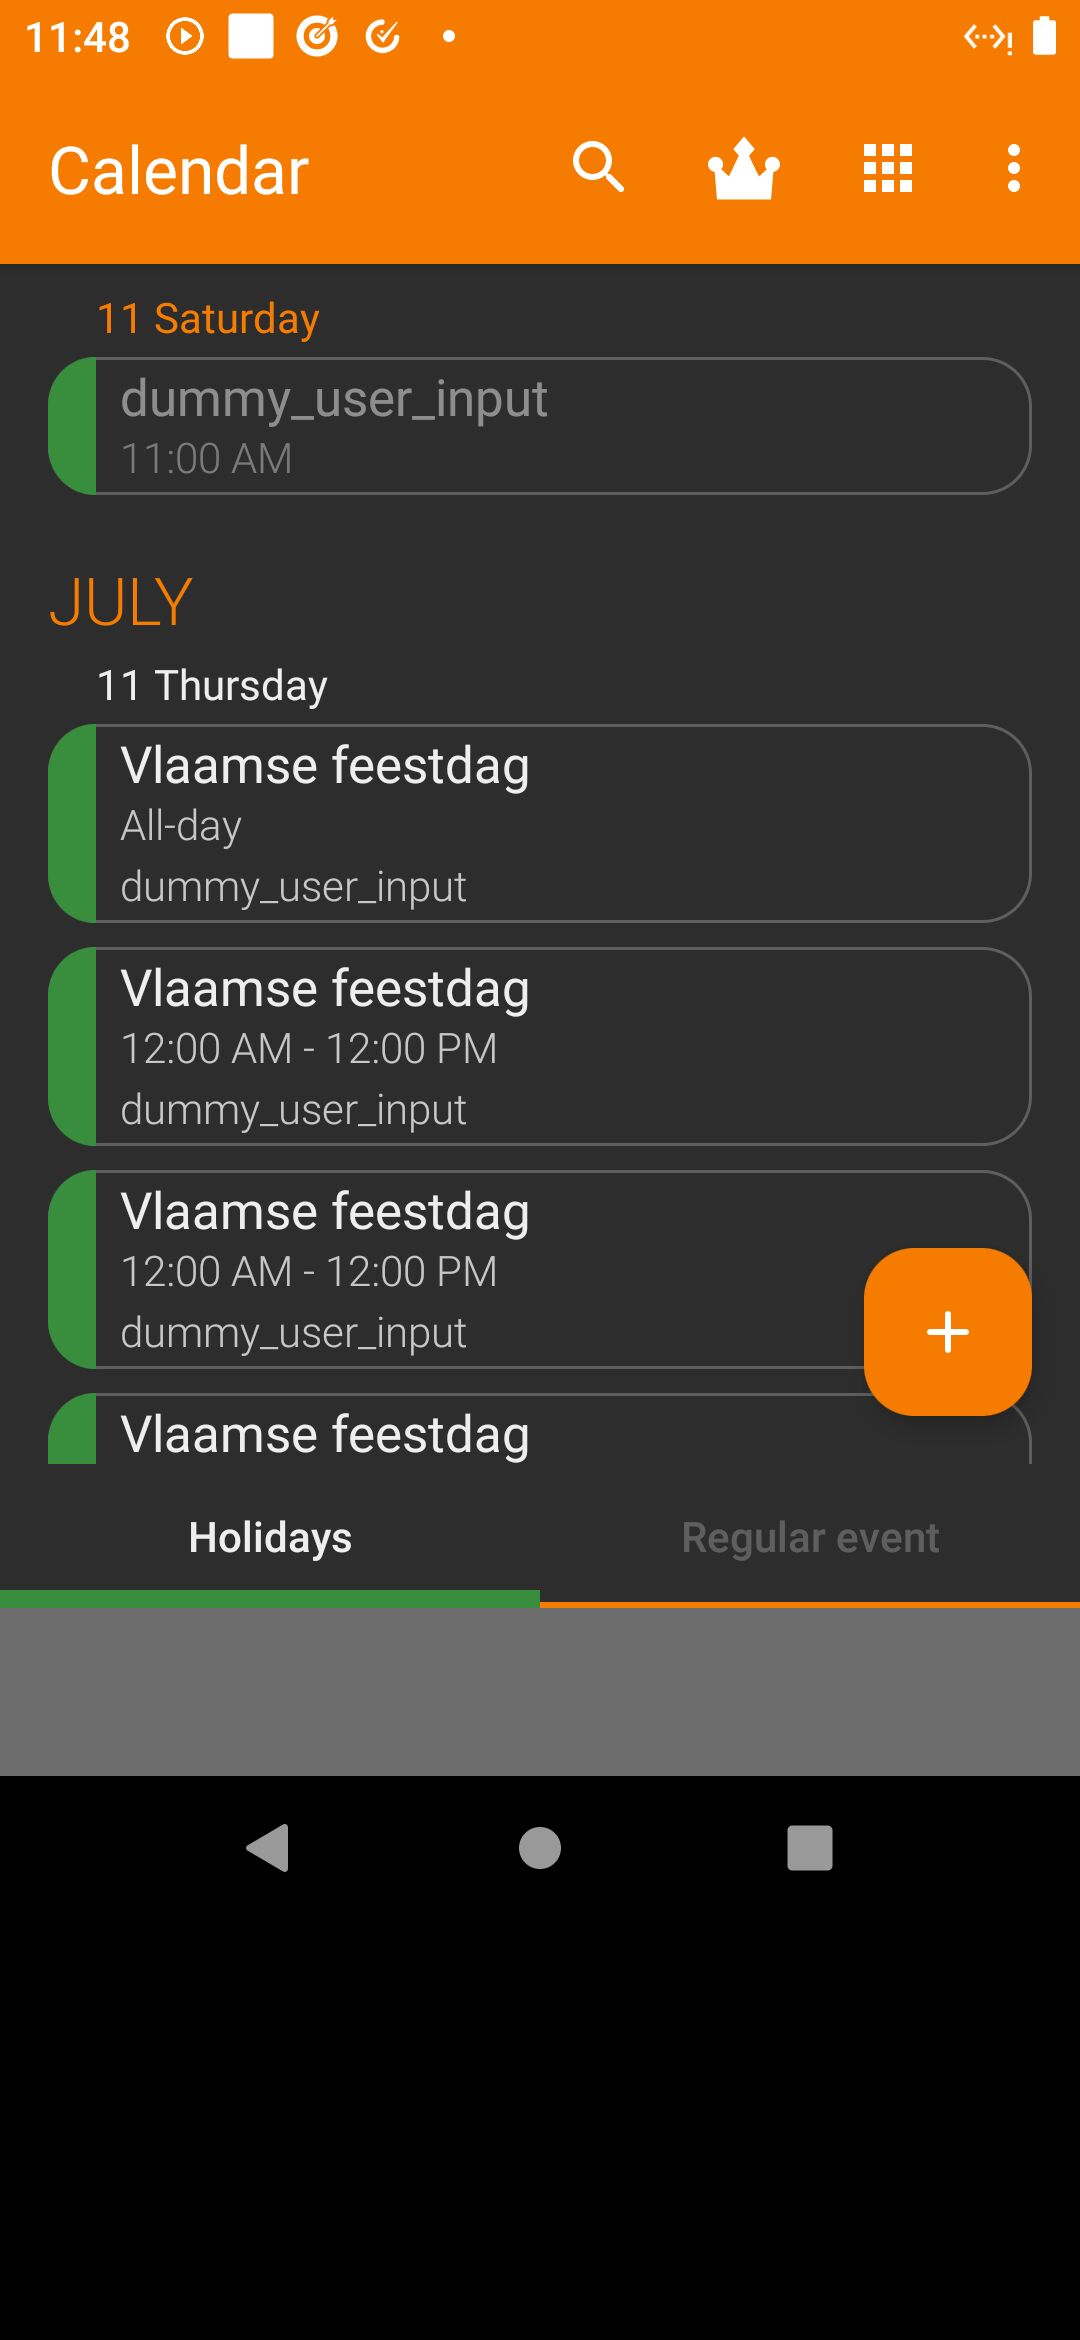 11:48
Calendar
11 Saturday
dummy_user_input
11:00 AM
JULY
11 Thursday
Vlaamse feestdag
All-day
dummy_user_input
Vlaamse feestdag
12:00 AM - 12:00 PM
dummy_user_input
Vlaamse feestdag
12:00 AM - 12:00 PM
dummy_user_input
Vlaamse feestdag
Holidays
Regular event